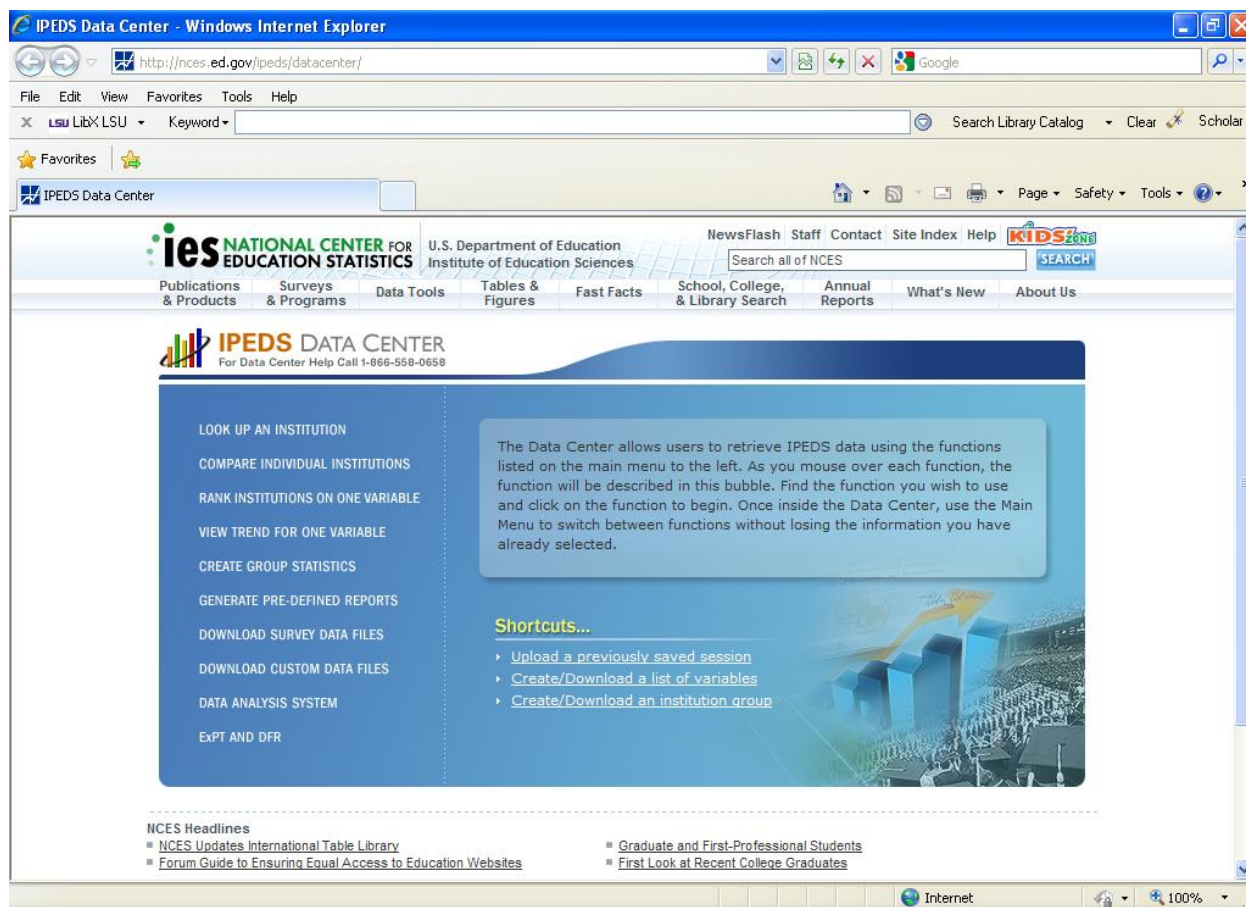 IPEDS Data Center - Windows Internet Explorer
http://nces.ed.gov/ipeds/datacenter/
Google
File Edit View Favorites Tools Help
X LSU LibX LSU Keyword Search Library Catalog Clear Scholar
Favorites
IPEDS Data Center
Page Safety Tools
ies NATIONAL CENTER FOR EDUCATION STATISTICS
U.S. Department of Education
Institute of Education Sciences
NewsFlash Staff Contact Site Index Help KIDS' ZONE
Search all of NCES SEARCH
Publications & Products
Surveys & Programs
Data Tools
Tables & Figures
Fast Facts
School, College, & Library Search
Annual Reports
What's New
About Us
IPEDS DATA CENTER
For Data Center Help Call 1-866-558-0658
LOOK UP AN INSTITUTION
COMPARE INDIVIDUAL INSTITUTIONS
RANK INSTITUTIONS ON ONE VARIABLE
VIEW TREND FOR ONE VARIABLE
CREATE GROUP STATISTICS
GENERATE PRE-DEFINED REPORTS
DOWNLOAD SURVEY DATA FILES
DOWNLOAD CUSTOM DATA FILES
DATA ANALYSIS SYSTEM
ExPT AND DFR
The Data Center allows users to retrieve IPEDS data using the functions
listed on the main menu to the left. As you mouse over each function, the
function will be described in this bubble. Find the function you wish to use
and click on the function to begin. Once inside the Data Center, use the Main
Menu to switch between functions without losing the information you have
already selected.
Shortcuts...
Upload a previously saved session
Create/Download a list of variables
Create/Download an institution group
NCES Headlines
NCES Updates International Table Library
Forum Guide to Ensuring Equal Access to Education Websites
Graduate and First-Professional Students
First Look at Recent College Graduates
Internet
100%